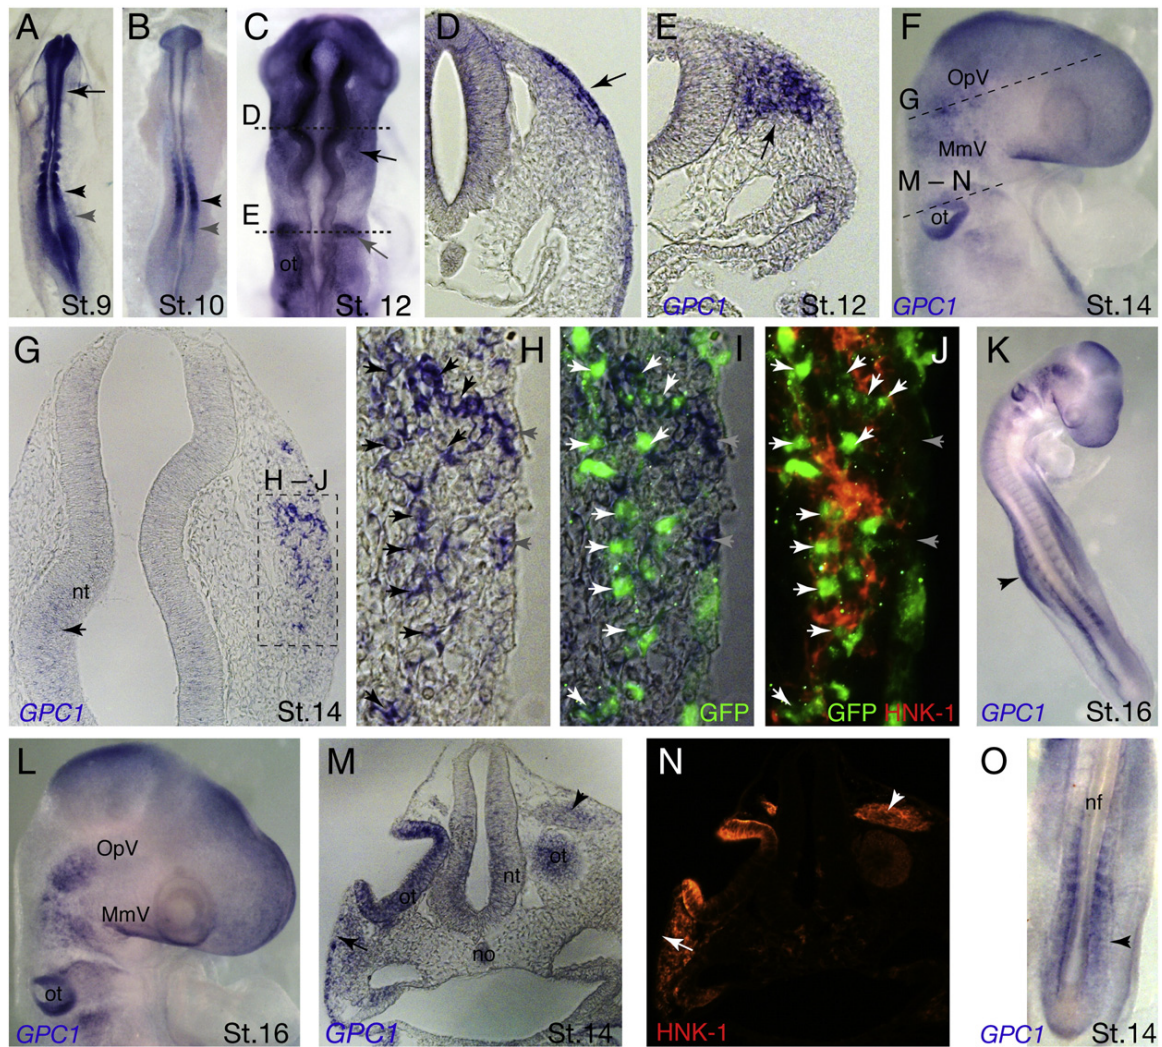 A
B
C
D
E
F
St.9
St.10
D
E
ot
St. 12
GPC1
St.12
OpV
G
MmV
M – N
ot
GPC1
St.14
G
H – J
nt
GPC1
St.14
H
I
GFP
J
GFP HNK-1
K
GPC1
St.16
L
OpV
MmV
ot
GPC1
St.16
M
ot
nt
ot
no
GPC1
St.14
N
HNK-1
O
nf
GPC1
St.14